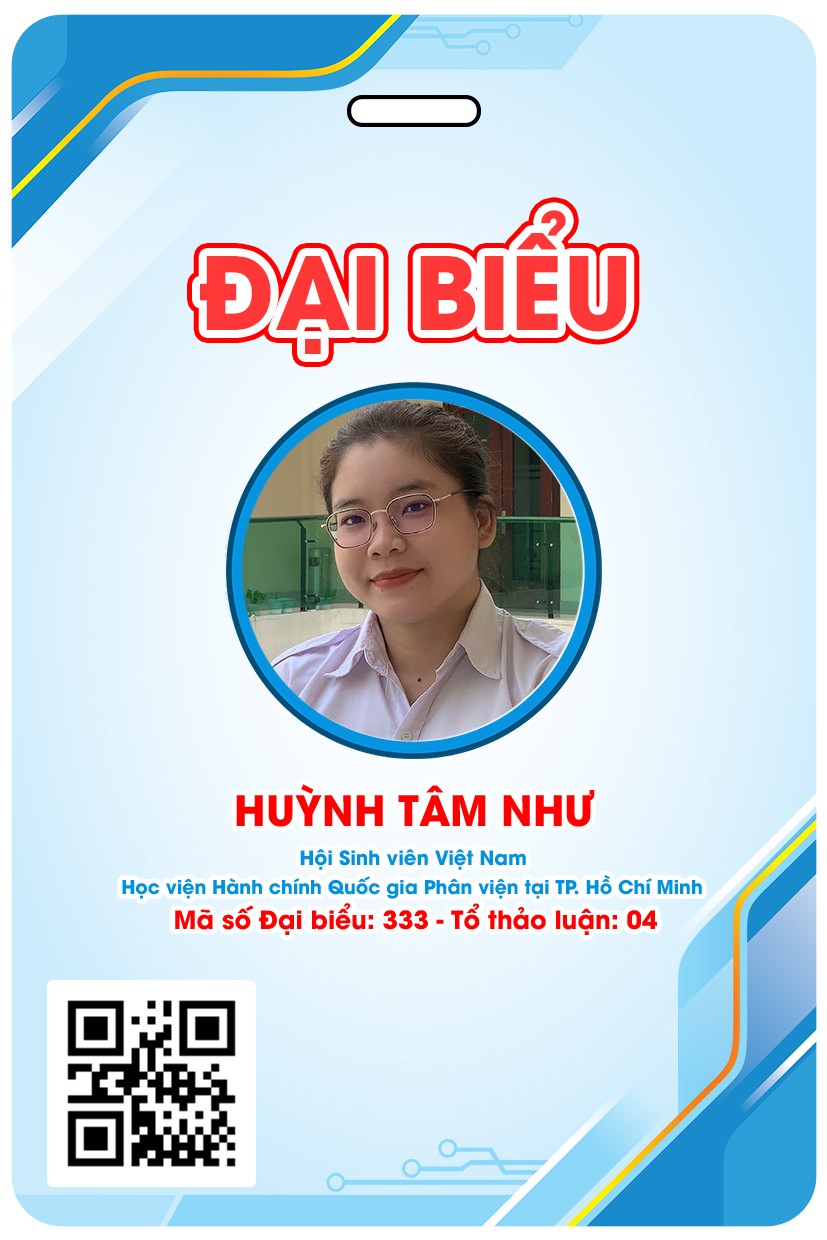 ĐẠI BIỂU
HUỲNH TÂM NHƯ
Hội Sinh viên Việt Nam
Học viện Hành chính Quốc gia Phân viện tại TP. Hồ Chí Minh
Mã số Đại biểu: 333 - Tổ thảo luận: 04